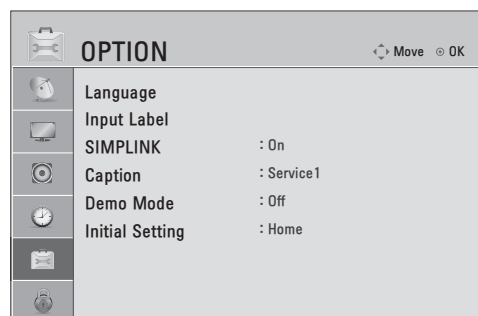 OPTION Move OK
Language
Input Label
SIMPLINK : On
Caption : Service1
Demo Mode : Off
Initial Setting : Home